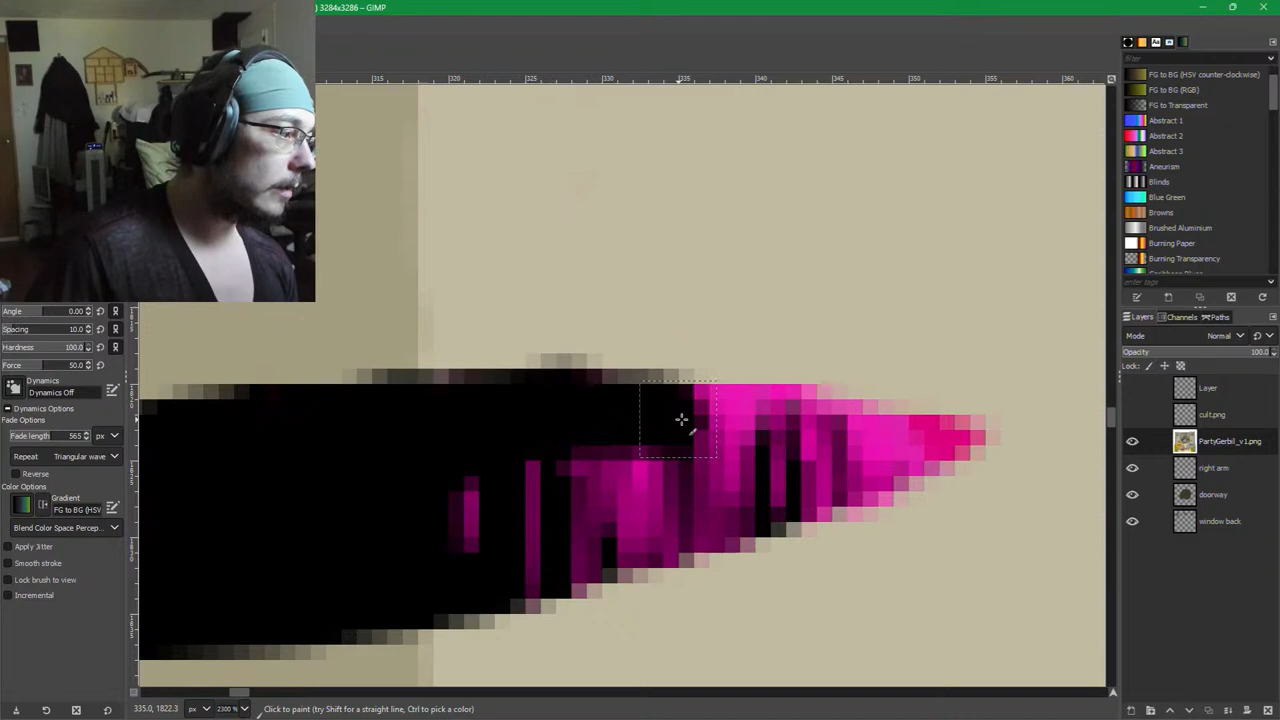 ) 3284x3286 – GIMP
315 320 325 330 335 340 345 350 355 360
filter
FG to BG (HSV counter-clockwise)
FG to BG (RGB)
FG to Transparent
Abstract 1
Abstract 2
Abstract 3
Aneurism
Blinds
Blue Green
Browns
Brushed Aluminium
Burning Paper
Burning Transparency
enter tags
Layers Channels Paths
Mode Normal
Opacity 100.0
Lock:
Layer
cult.png
PartyGerbil_v1.png
right arm
doorway
window back
Angle 0.00
Spacing 10.0
Hardness 100.0
Force 50.0
Dynamics
Dynamics Off
Dynamics Options
Fade Options
Fade length 565 px
Repeat Triangular wave
Reverse
Color Options
Gradient
FG to BG (HSV
Blend Color Space Percep...
Apply Jitter
Smooth stroke
Lock brush to view
Incremental
335.0, 1822.3 px 2300% Click to paint (try Shift for a straight line, Ctrl to pick a color)